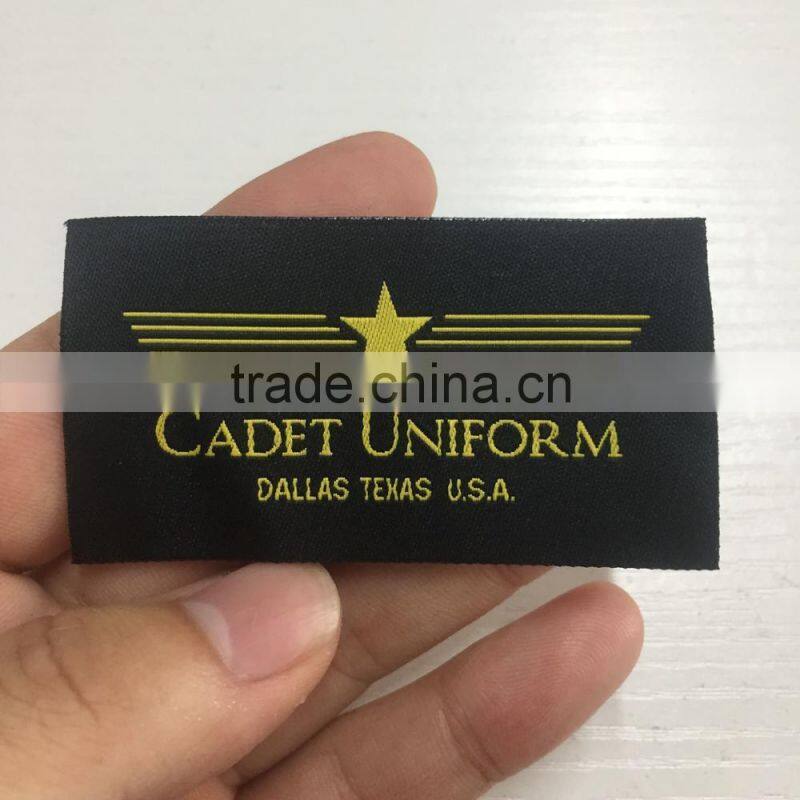 trade.china.cn
CADET UNIFORM
DALLAS TEXAS U.S.A.